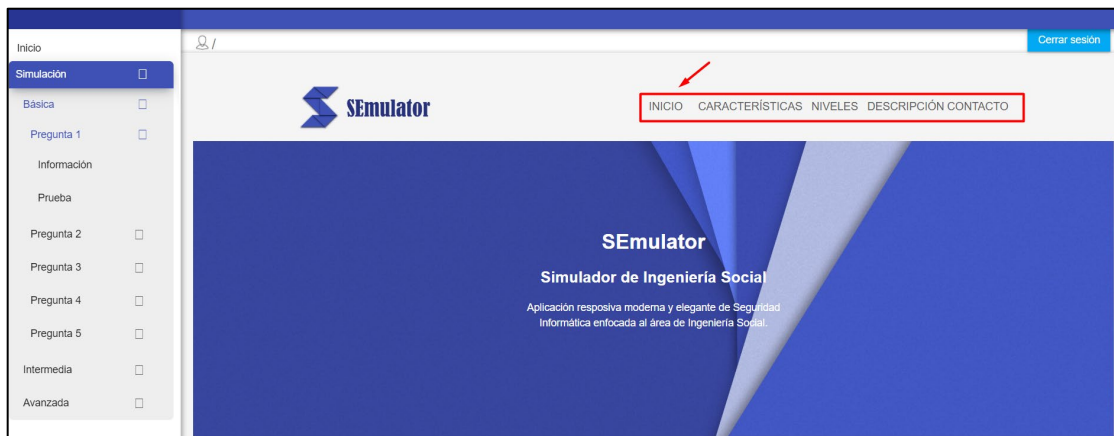 Inicio
Simulación
Básica
Pregunta 1
Información
Prueba
Pregunta 2
Pregunta 3
Pregunta 4
Pregunta 5
Intermedia
Avanzada
/
Cerrar sesión
SEmulator
INICIO CARACTERÍSTICAS NIVELES DESCRIPCIÓN CONTACTO
SEmulator
Simulador de Ingeniería Social
Aplicación resposiva moderna y elegante de Seguridad
Informática enfocada al área de Ingeniería Social.